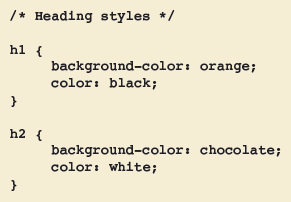 /* Heading styles */
h1 {
background-color: orange;
color: black;
}
h2 {
background-color: chocolate;
color: white;
}